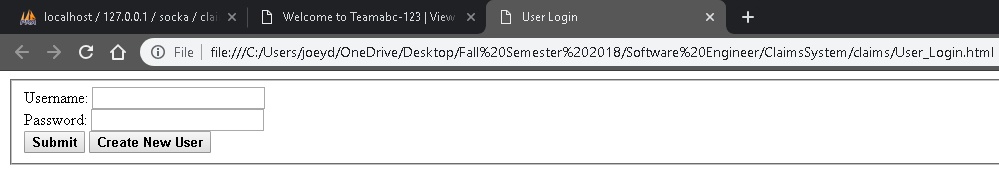 localhost / 127.0.0.1 / socka / clai
Welcome to Teamabc-123 | View
User Login
File
file:///C:/Users/joeyd/OneDrive/Desktop/Fall%20Semester%202018/Software%20Engineer/ClaimsSystem/claims/User_Login.html
Username:
Password:
Submit Create New User